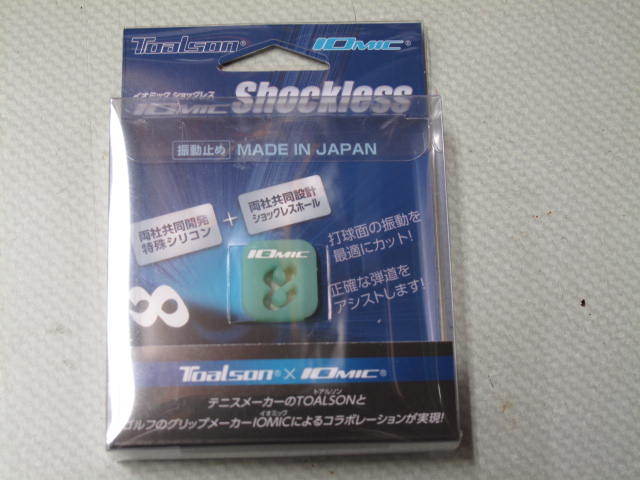 Toalson® IOMIC®
イオミック ショックレス
IOMIC Shockless
振動止め MADE IN JAPAN
両社共同開発
特殊シリコン
+
両社共同設計
ショックレスホール
打球面の振動を
最適にカット!
正確な弾道を
アシストします!
IOMIC
Toalson® × IOMIC®
トアルソン
テニスメーカーのTOALSONと
イオミック
ゴルフのグリップメーカーIOMICによるコラボレーションが実現!